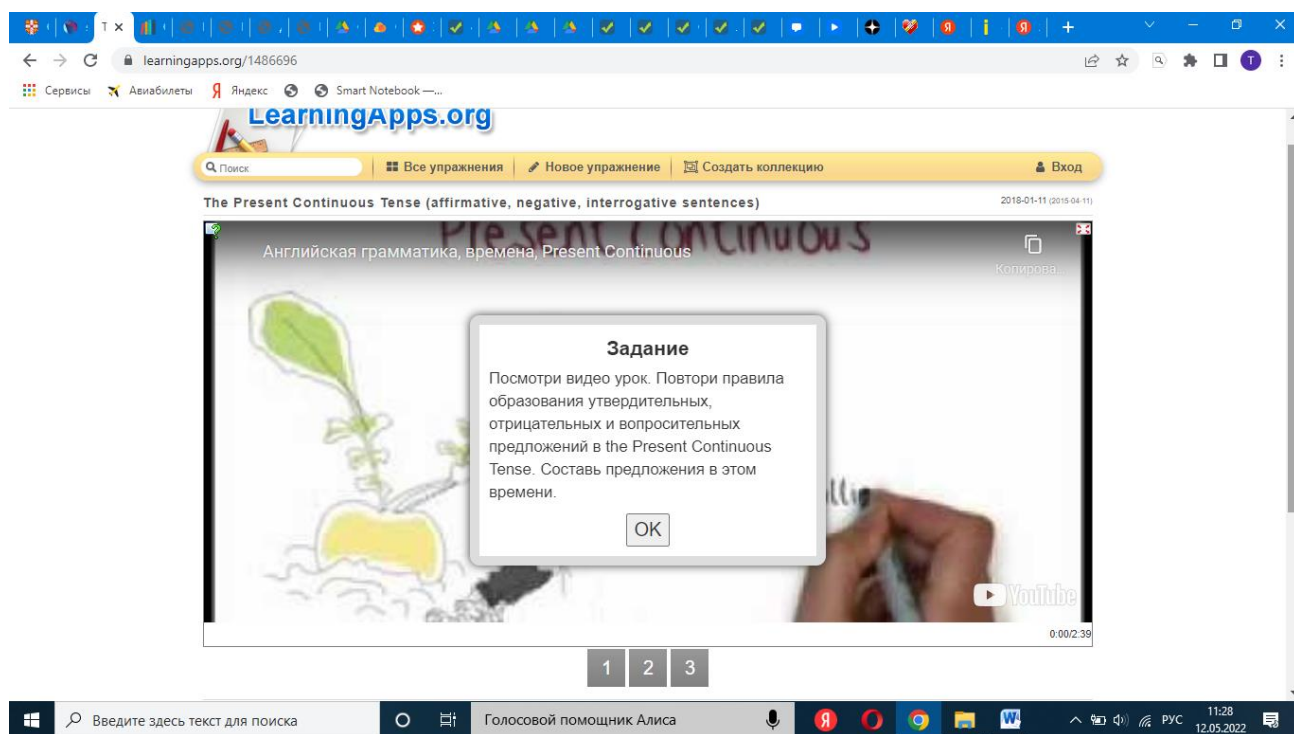 T
learningapps.org/1486696
T
Сервисы Авиабилеты Яндекс Smart Notebook —...
LearningApps.org
Поиск Все упражнения Новое упражнение Создать коллекцию Вход
The Present Continuous Tense (affirmative, negative, interrogative sentences) 2018-01-11 (2015-04-11)
Present Continuous
Английская грамматика, времена, Present Continuous
Копирова...
Задание
Посмотри видео урок. Повтори правила
образования утвердительных,
отрицательных и вопросительных
предложений в the Present Continuous
Tense. Составь предложения в этом
времени.
OK
YouTube
0:00/2:39
1 2 3
Введите здесь текст для поиска Голосовой помощник Алиса РУС 11:28
12.05.2022